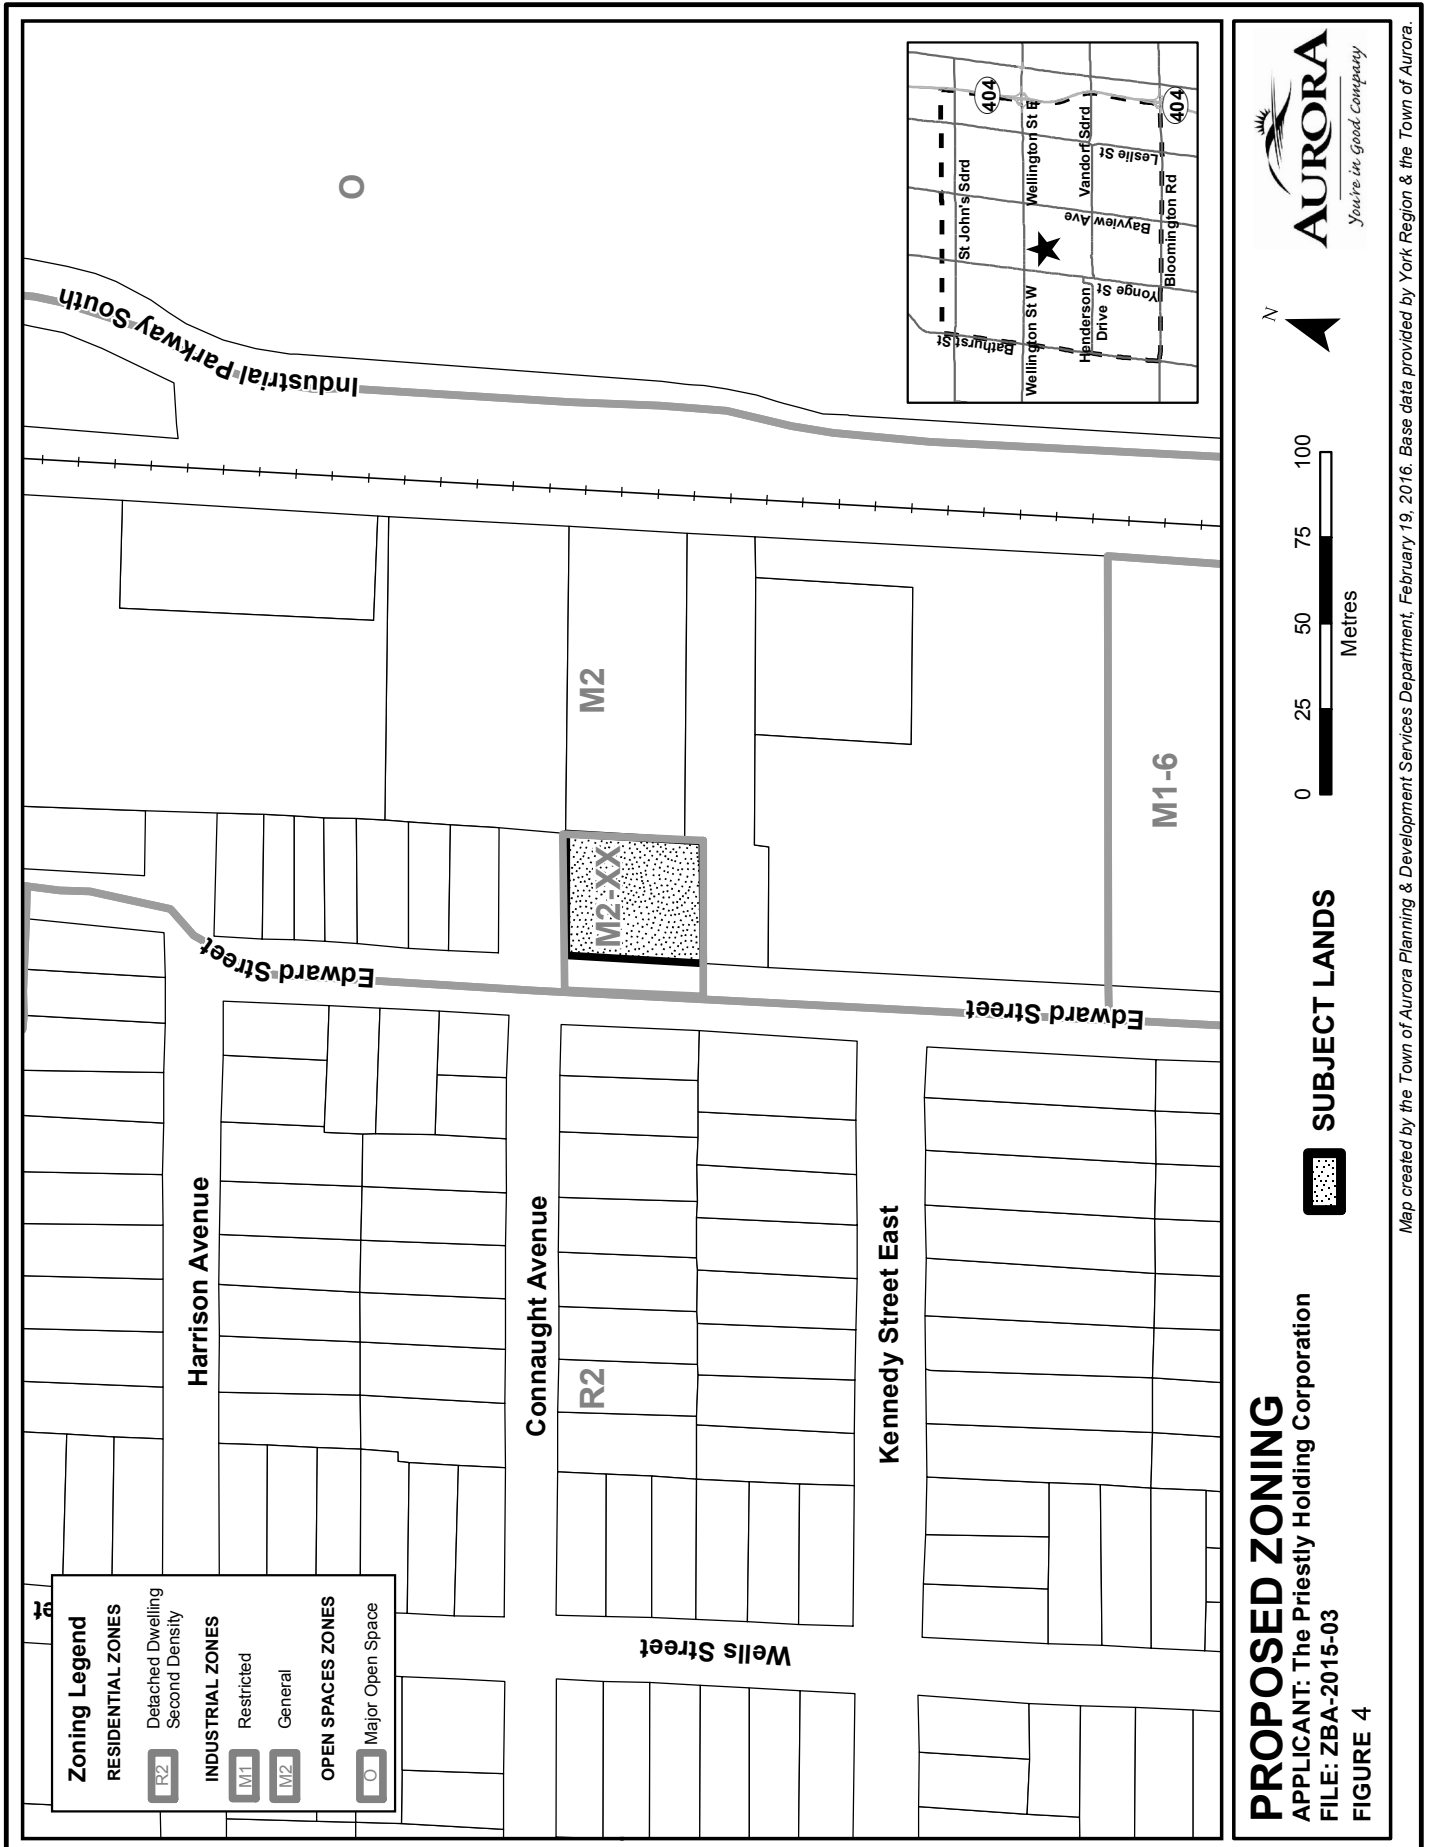 Industrial Parkway South
O
M2
M2-XX
M1-6
R2
Edward Street
Edward Street
Harrison Avenue
Connaught Avenue
Kennedy Street East
Wells Street
et
Zoning Legend
RESIDENTIAL ZONES
R2
Detached Dwelling
Second Density
INDUSTRIAL ZONES
M1 Restricted
M2 General
OPEN SPACES ZONES
O Major Open Space
St John's Sdrd
Wellington St W
Wellington St E
Vandorf Sdrd
Henderson
Drive
Bloomington Rd
Bathurst St
Yonge St
Bayview Ave
Leslie St
404
404
PROPOSED ZONING
APPLICANT: The Priestly Holding Corporation
FILE: ZBA-2015-03
FIGURE 4
SUBJECT LANDS
0 25 50 75 100
Metres
N
AURORA
You're in Good Company
Map created by the Town of Aurora Planning & Development Services Department, February 19, 2016. Base data provided by York Region & the Town of Aurora.